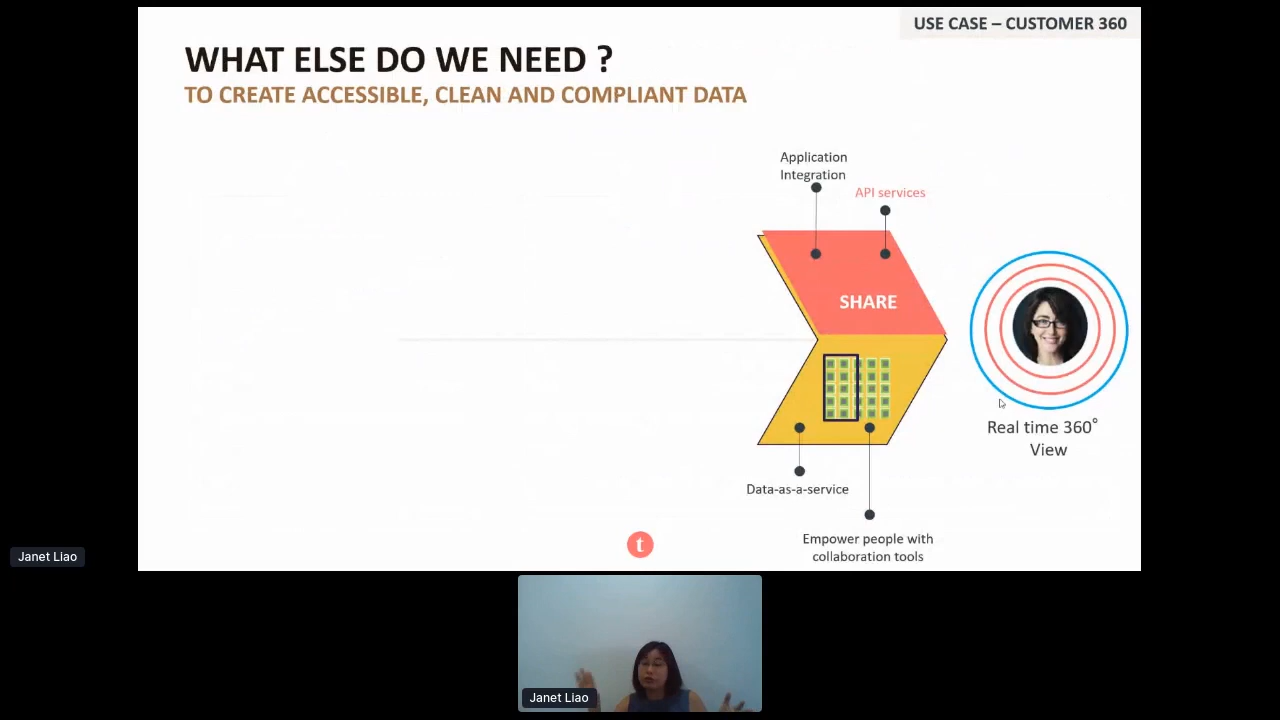 USE CASE – CUSTOMER 360
WHAT ELSE DO WE NEED ?
TO CREATE ACCESSIBLE, CLEAN AND COMPLIANT DATA
Application
Integration
API services
SHARE
Real time 360°
View
Data-as-a-service
Empower people with
collaboration tools
t
Janet Liao
Janet Liao